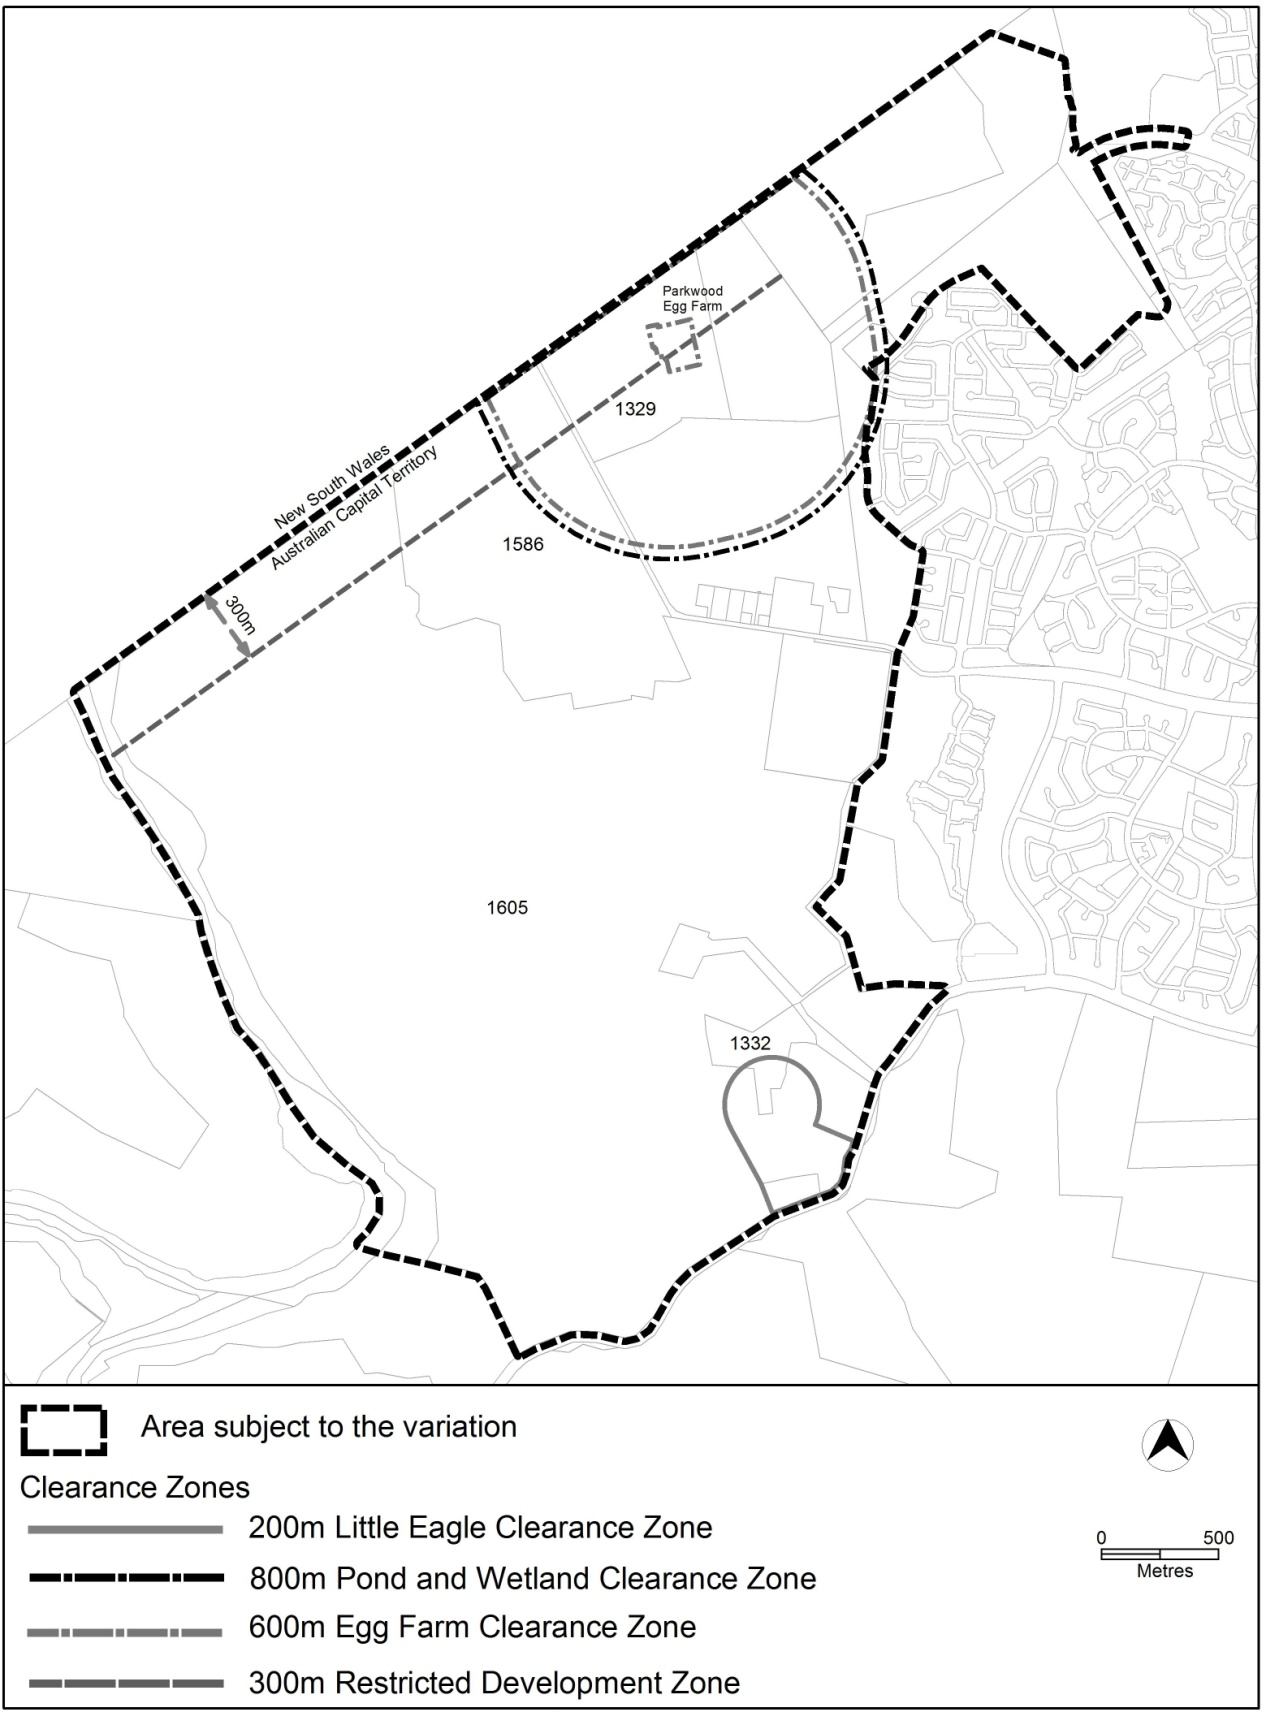 Parkwood
Egg Farm
1329
New South Wales
Australian Capital Territory
1586
300m
1605
1332
Area subject to the variation
Clearance Zones
200m Little Eagle Clearance Zone
800m Pond and Wetland Clearance Zone
600m Egg Farm Clearance Zone
300m Restricted Development Zone
0 500
Metres